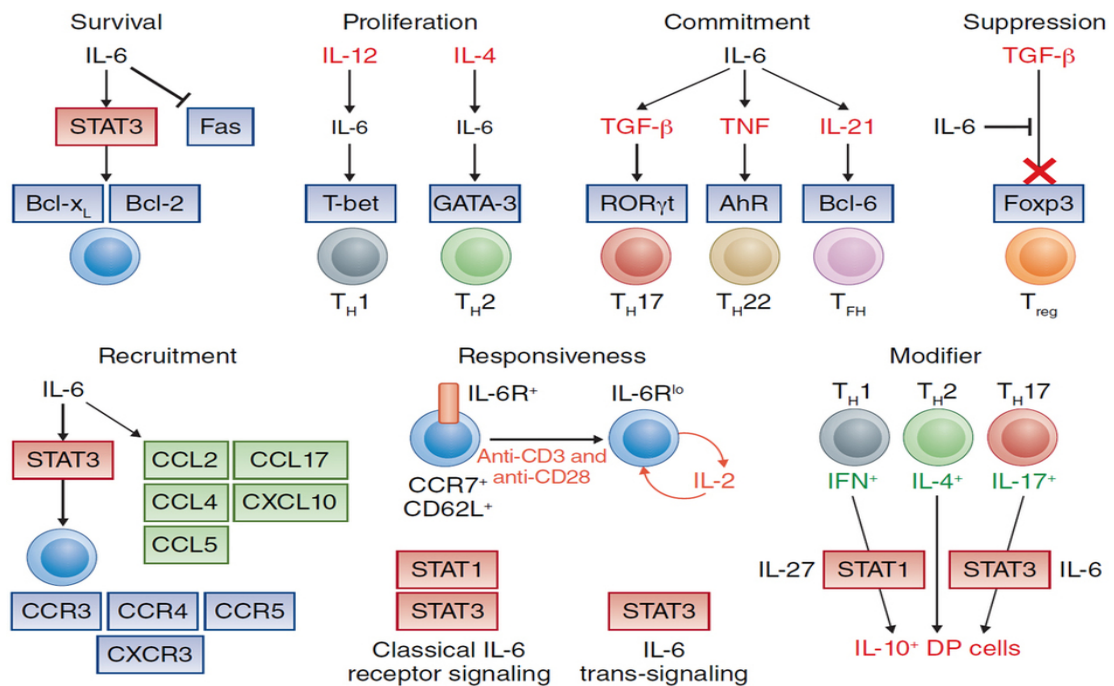 Survival
IL-6
STAT3
Fas
Bcl-xL
Bcl-2
Proliferation
IL-12
IL-4
IL-6
IL-6
T-bet
GATA-3
TH1
TH2
Commitment
IL-6
TGF-β
TNF
IL-21
RORγt
AhR
Bcl-6
TH17
TH22
TFH
Suppression
TGF-β
IL-6
Foxp3
Treg
Recruitment
IL-6
STAT3
CCL2
CCL17
CCL4
CXCL10
CCL5
CCR3
CCR4
CCR5
CXCR3
Responsiveness
IL-6R+
IL-6Rlo
Anti-CD3 and
anti-CD28
CCR7+
CD62L+
IL-2
STAT1
STAT3
Classical IL-6
receptor signaling
STAT3
IL-6
trans-signaling
Modifier
TH1
TH2
TH17
IFN+
IL-4+
IL-17+
IL-27
STAT1
STAT3
IL-6
IL-10+ DP cells